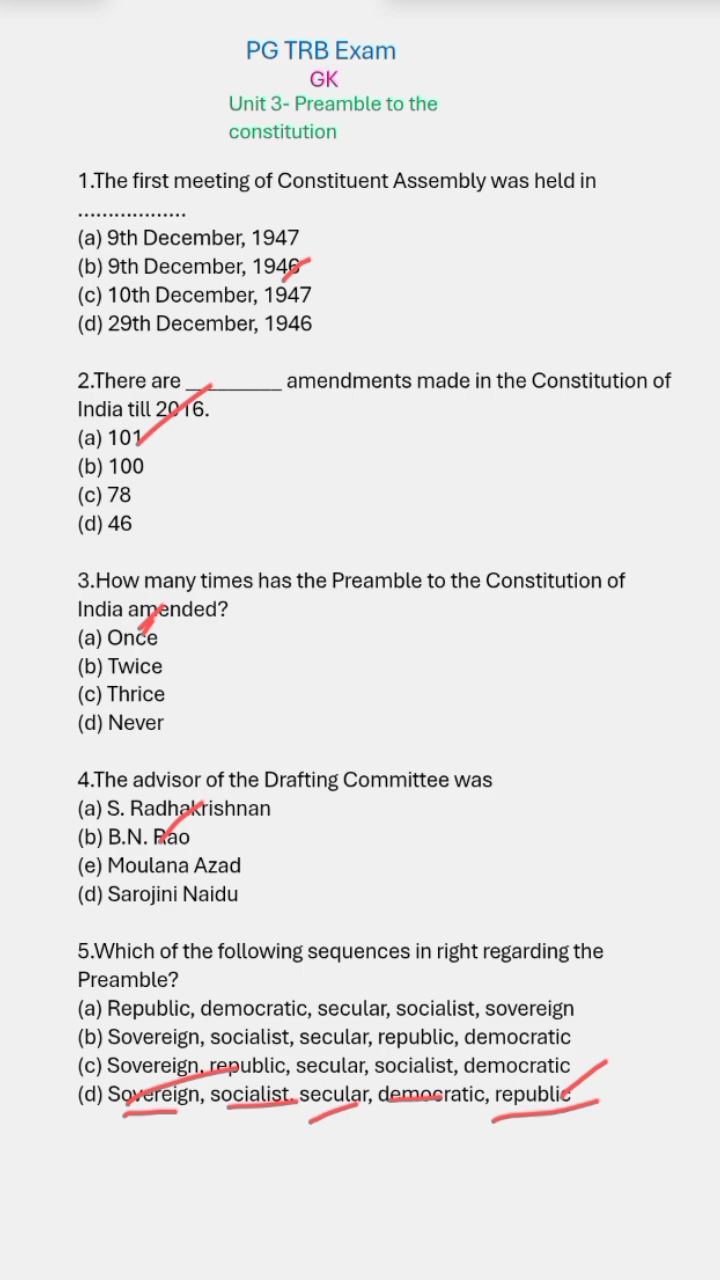 PG TRB Exam
GK
Unit 3- Preamble to the
constitution
1.The first meeting of Constituent Assembly was held in
..................
(a) 9th December, 1947
(b) 9th December, 1946
(c) 10th December, 1947
(d) 29th December, 1946
2.There are ________ amendments made in the Constitution of
India till 2016.
(a) 101
(b) 100
(c) 78
(d) 46
3.How many times has the Preamble to the Constitution of
India amended?
(a) Once
(b) Twice
(c) Thrice
(d) Never
4.The advisor of the Drafting Committee was
(a) S. Radhakrishnan
(b) B.N. Rao
(e) Moulana Azad
(d) Sarojini Naidu
5.Which of the following sequences in right regarding the
Preamble?
(a) Republic, democratic, secular, socialist, sovereign
(b) Sovereign, socialist, secular, republic, democratic
(c) Sovereign, republic, secular, socialist, democratic
(d) Sovereign, socialist, secular, democratic, republic